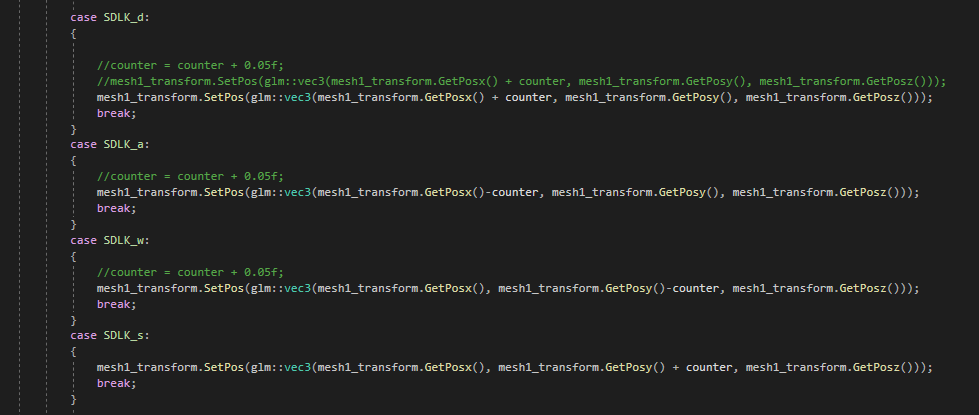 case SDLK_d:
{
//counter = counter + 0.05f;
//mesh1_transform.SetPos(glm::vec3(mesh1_transform.GetPosx() + counter, mesh1_transform.GetPosy(), mesh1_transform.GetPosz()));
mesh1_transform.SetPos(glm::vec3(mesh1_transform.GetPosx() + counter, mesh1_transform.GetPosy(), mesh1_transform.GetPosz()));
break;
}
case SDLK_a:
{
//counter = counter + 0.05f;
mesh1_transform.SetPos(glm::vec3(mesh1_transform.GetPosx()-counter, mesh1_transform.GetPosy(), mesh1_transform.GetPosz()));
break;
}
case SDLK_w:
{
//counter = counter + 0.05f;
mesh1_transform.SetPos(glm::vec3(mesh1_transform.GetPosx(), mesh1_transform.GetPosy()-counter, mesh1_transform.GetPosz()));
break;
}
case SDLK_s:
{
mesh1_transform.SetPos(glm::vec3(mesh1_transform.GetPosx(), mesh1_transform.GetPosy() + counter, mesh1_transform.GetPosz()));
break;
}